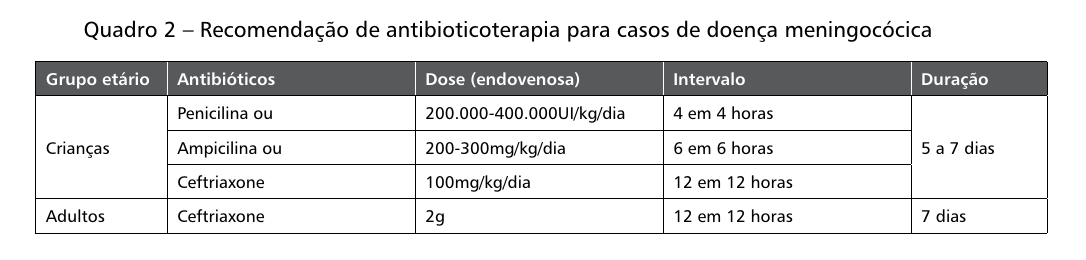 Quadro 2 – Recomendação de antibioticoterapia para casos de doença meningocócica
Grupo etário Antibióticos Dose (endovenosa) Intervalo Duração
Crianças Penicilina ou 200.000-400.000UI/kg/dia 4 em 4 horas 5 a 7 dias
Ampicilina ou 200-300mg/kg/dia 6 em 6 horas
Ceftriaxone 100mg/kg/dia 12 em 12 horas
Adultos Ceftriaxone 2g 12 em 12 horas 7 dias